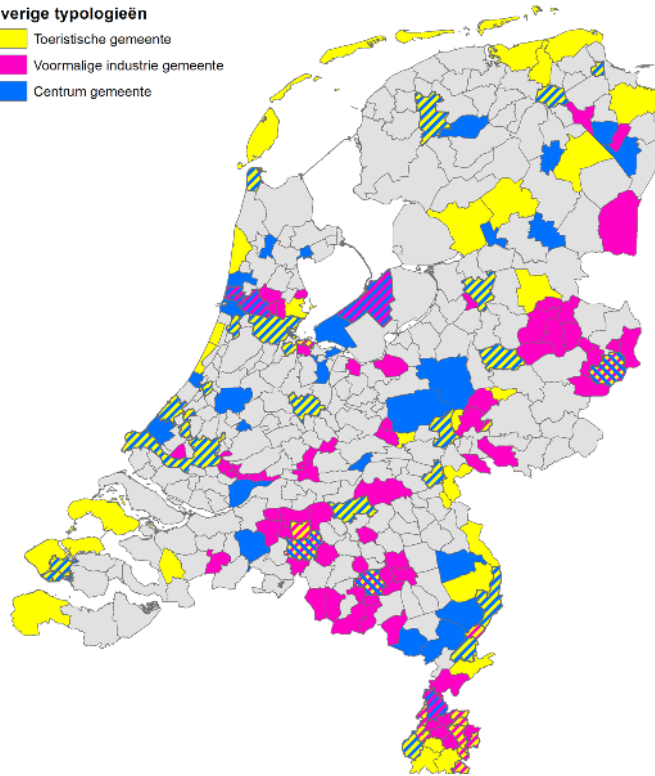 verige typologieën
Toeristische gemeente
Voormalige industrie gemeente
Centrum gemeente